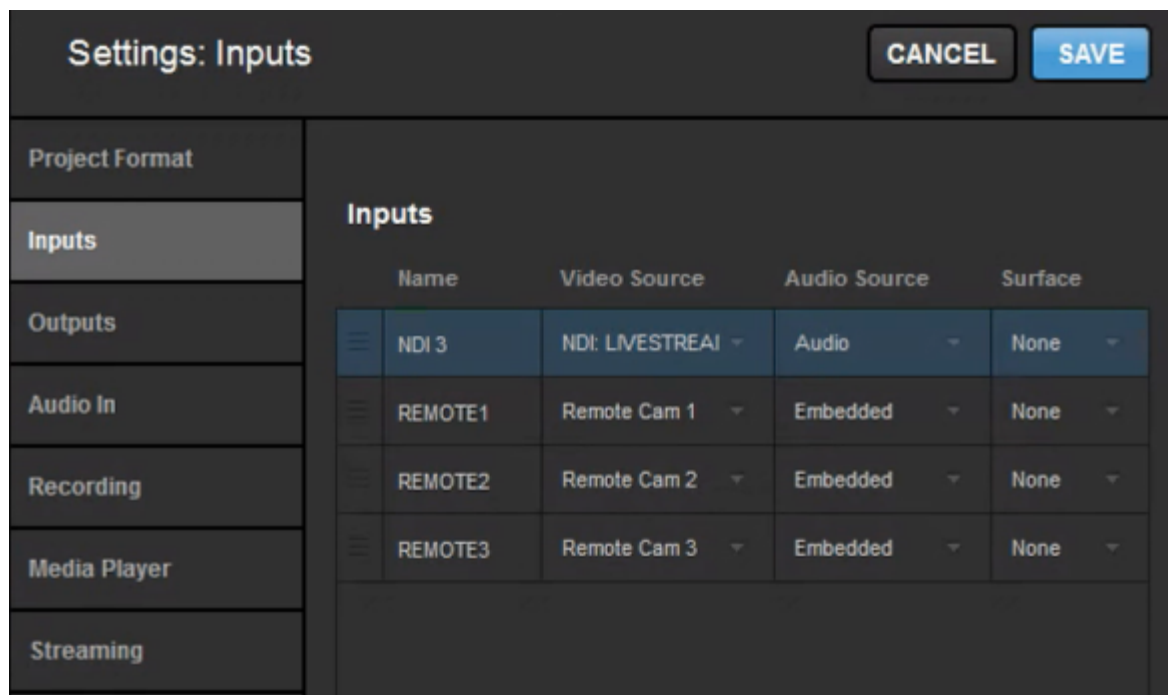 Settings: Inputs
CANCEL
SAVE
Project Format
Inputs
Outputs
Audio In
Recording
Media Player
Streaming
Inputs
Name Video Source Audio Source Surface
NDI 3 NDI: LIVESTREAI Audio None
REMOTE1 Remote Cam 1 Embedded None
REMOTE2 Remote Cam 2 Embedded None
REMOTE3 Remote Cam 3 Embedded None